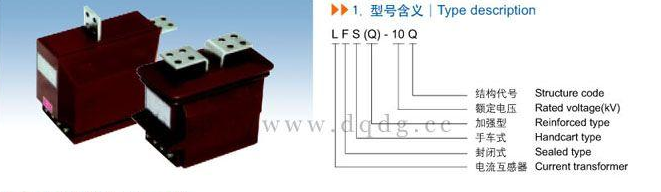 1. 型号含义 | Type description
L F S (Q) - 10 Q
结构代号 Structure code
额定电压 Rated voltage(kV)
加强型 Reinforced type
手车式 Handcart type
封闭式 Sealed type
电流互感器 Current transformer
www.dqdg.cc